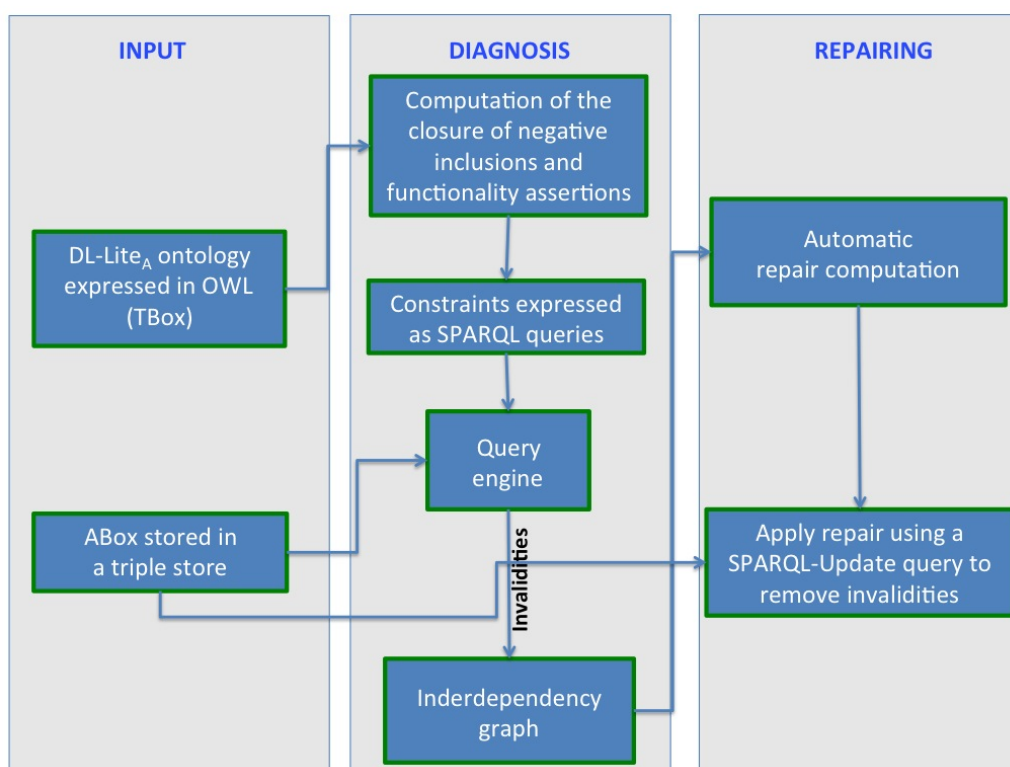 INPUT
DL-LiteA ontology
expressed in OWL
(TBox)
ABox stored in
a triple store
DIAGNOSIS
Computation of the
closure of negative
inclusions and
functionality assertions
Constraints expressed
as SPARQL queries
Query
engine
Invalidities
Inderdependency
graph
REPAIRING
Automatic
repair computation
Apply repair using a
SPARQL-Update query to
remove invalidities